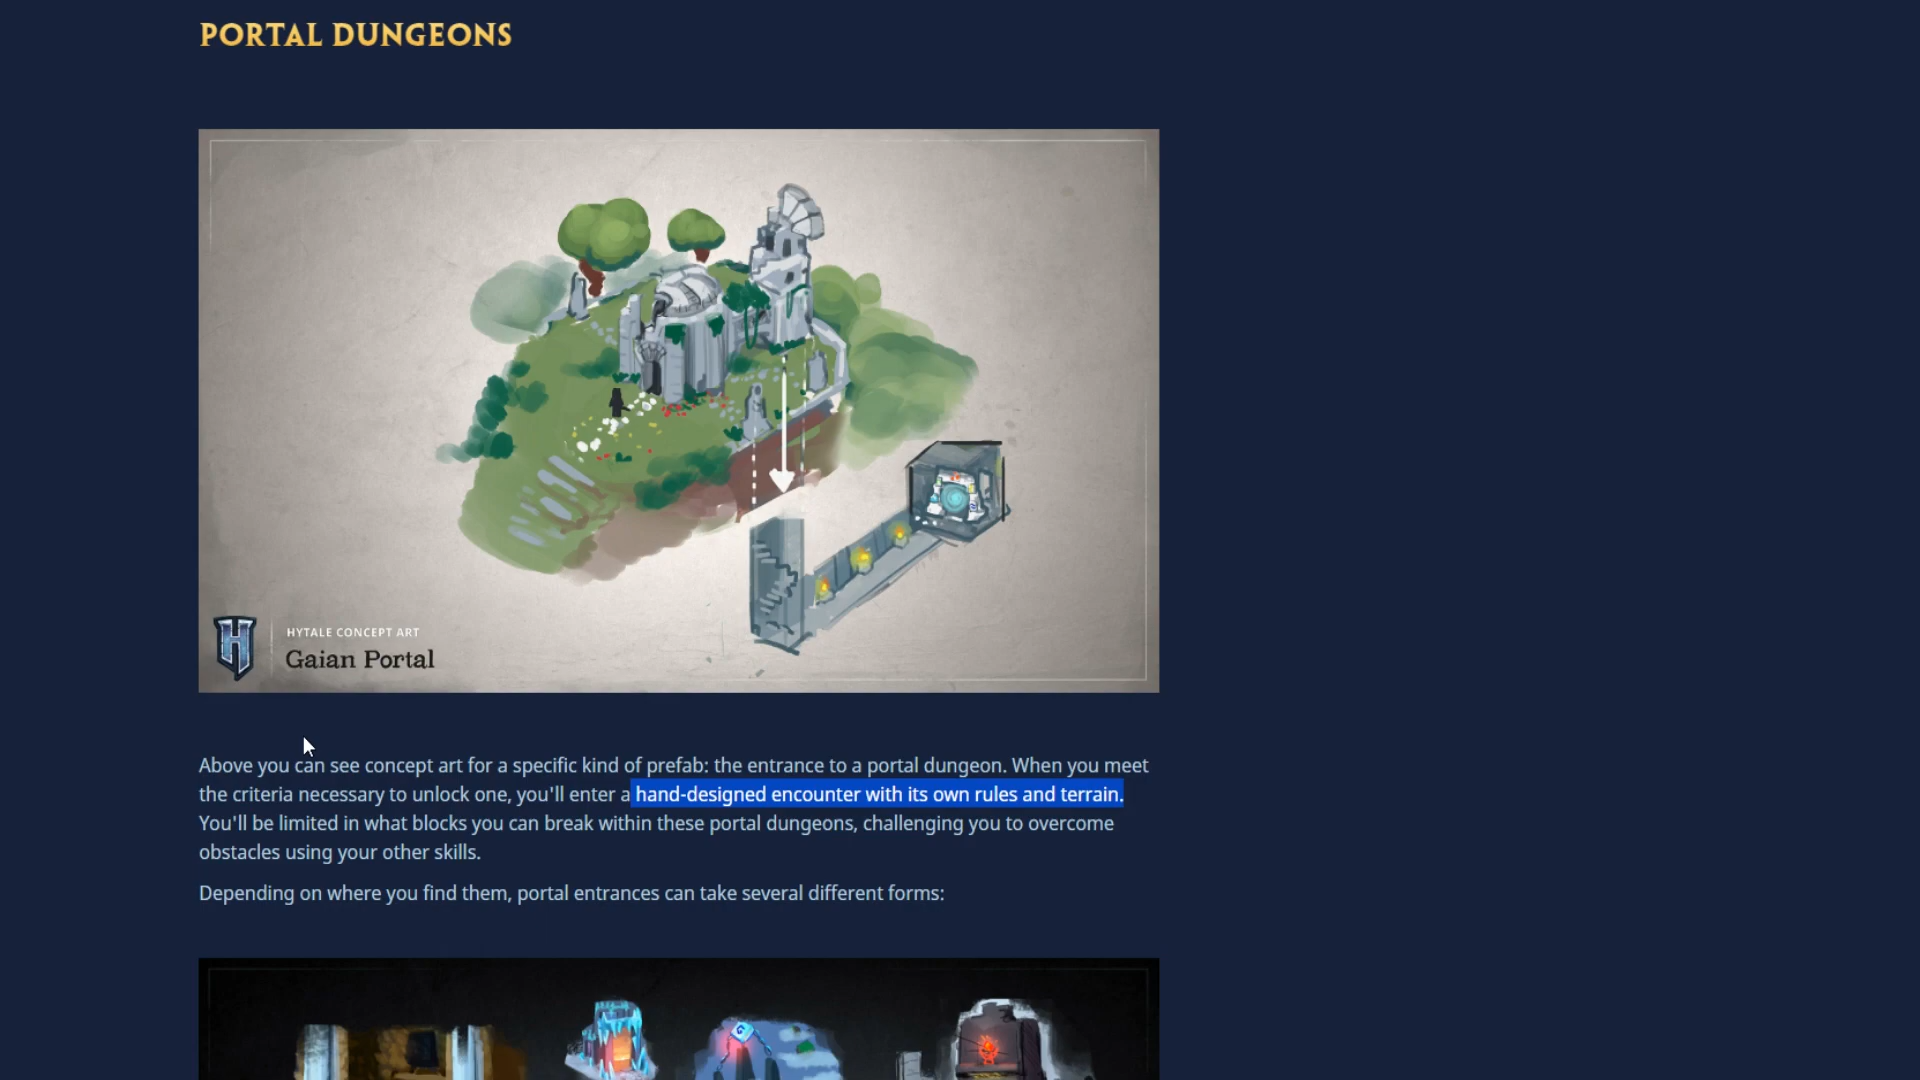 PORTAL DUNGEONS
HYTALE CONCEPT ART
Gaian Portal
Above you can see concept art for a specific kind of prefab: the entrance to a portal dungeon. When you meet
the criteria necessary to unlock one, you'll enter a hand-designed encounter with its own rules and terrain.
You'll be limited in what blocks you can break within these portal dungeons, challenging you to overcome
obstacles using your other skills.
Depending on where you find them, portal entrances can take several different forms: